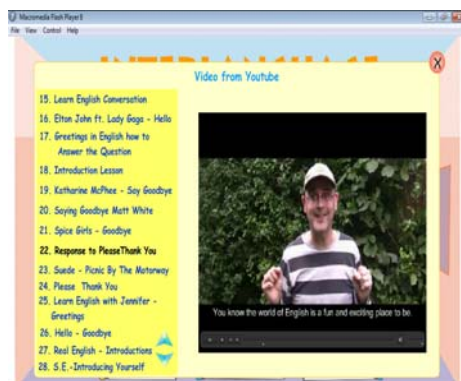 Macromedia Flash Player 8
File View Control Help
X
Video from Youtube
15. Learn English Conversation
16. Elton John ft. Lady Gaga - Hello
17. Greetings in English how to
Answer the Question
18. Introduction Lesson
19. Katharine McPhee - Say Goodbye
20. Saying Goodbye Matt White
21. Spice Girls - Goodbye
22. Response to PleaseThank You
23. Suede - Picnic By The Motorway
24. Please Thank You
25. Learn English with Jennifer -
Greetings
26. Hello - Goodbye
27. Real English - Introductions
28. S.E.-Introducing Yourself
You know the world of English is a fun and exciting place to be.